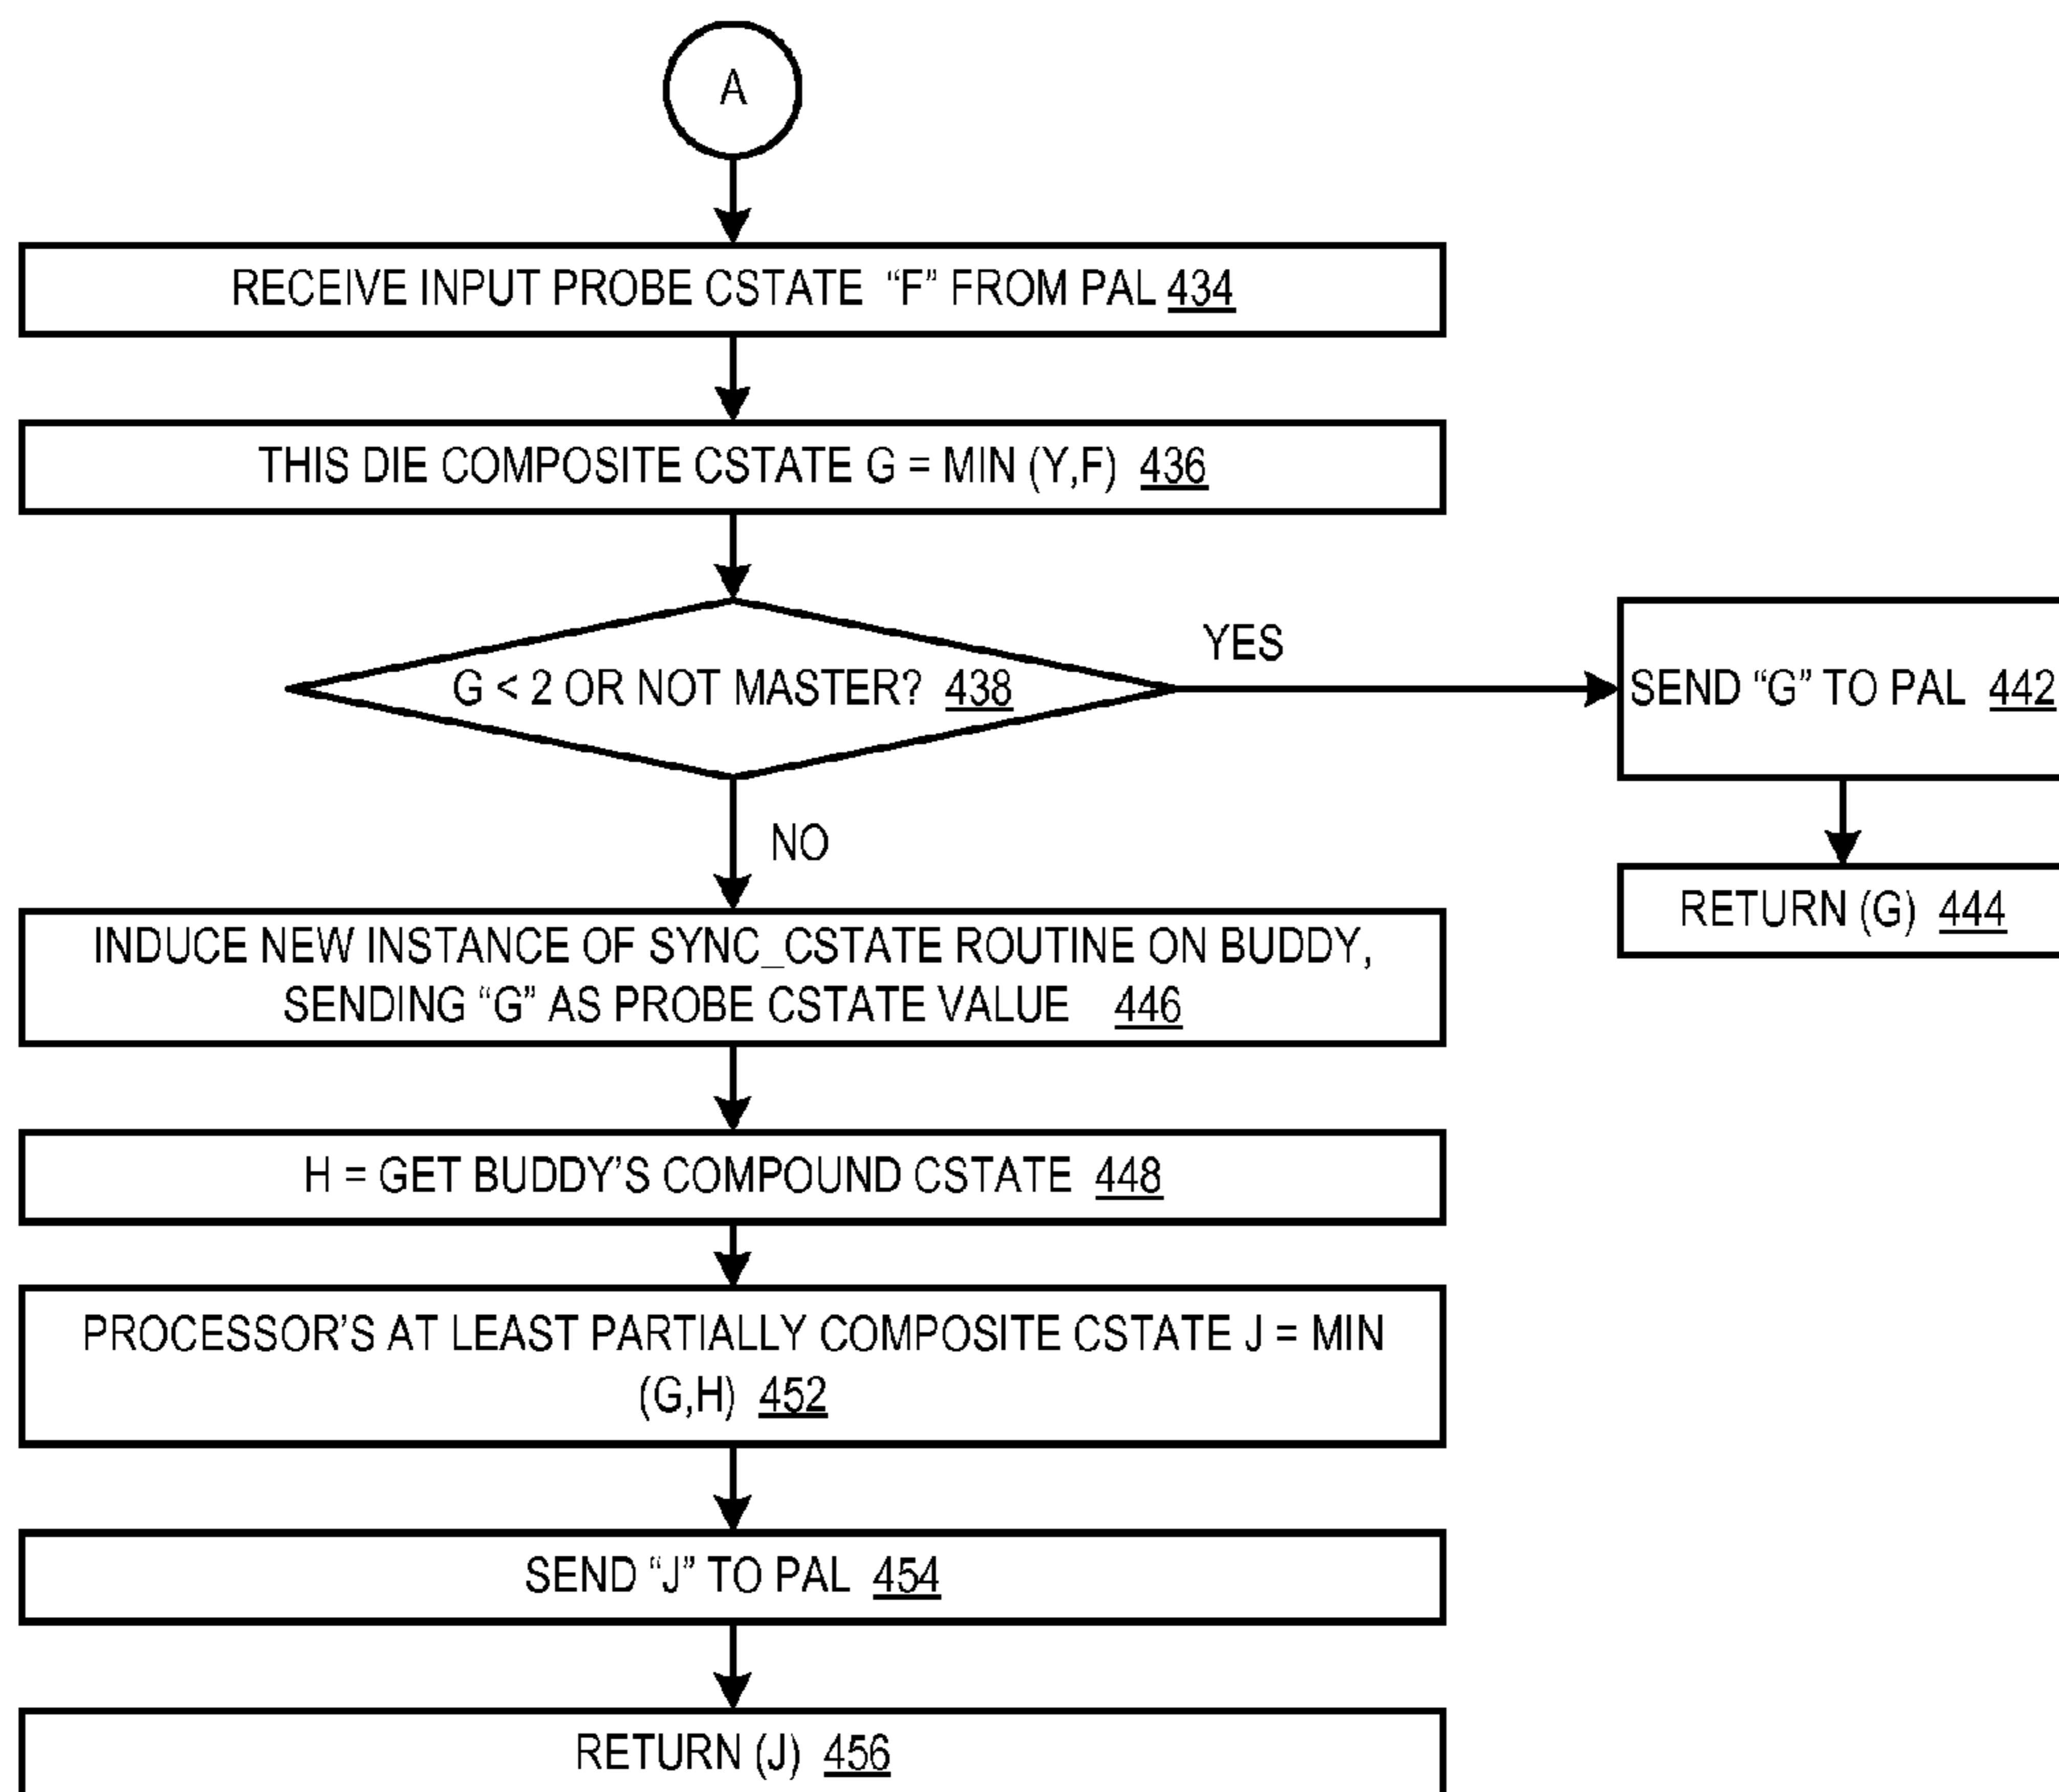 A
RECEIVE INPUT PROBE CSTATE “F” FROM PAL 434
THIS DIE COMPOSITE CSTATE G = MIN (Y,F) 436
G < 2 OR NOT MASTER? 438
YES
SEND “G” TO PAL 442
RETURN (G) 444
NO
INDUCE NEW INSTANCE OF SYNC_CSTATE ROUTINE ON BUDDY,
SENDING “G” AS PROBE CSTATE VALUE 446
H = GET BUDDY’S COMPOUND CSTATE 448
PROCESSOR’S AT LEAST PARTIALLY COMPOSITE CSTATE J = MIN
(G,H) 452
SEND “J” TO PAL 454
RETURN (J) 456